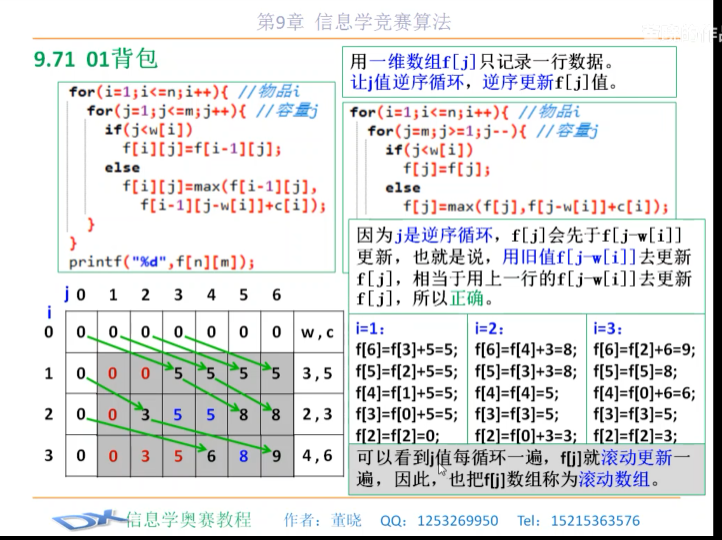 第9章 信息学竞赛算法
9.71 01背包
for(i=1;i<=n;i++){ //物品i
for(j=1;j<=m;j++){ //容量j
if(j<w[i])
f[i][j]=f[i-1][j];
else
f[i][j]=max(f[i-1][j],
f[i-1][j-w[i]]+c[i]);
}
}
printf("%d",f[n][m]);
用一维数组f[j]只记录一行数据。
让j值逆序循环，逆序更新f[j]值。
for(i=1;i<=n;i++){ //物品i
for(j=m;j>=1;j--){ //容量j
if(j<w[i])
f[j]=f[j];
else
f[j]=max(f[j],f[j-w[i]]+c[i]);
因为j是逆序循环，f[j]会先于f[j-w[i]]
更新，也就是说，用旧值f[j-w[i]]去更新
f[j]，相当于用上一行的f[j-w[i]]去更新
f[j]，所以正确。
j 0 1 2 3 4 5 6
i
0 0 0 0 0 0 0 0 w,c
1 0 0 0 5 5 5 5 3,5
2 0 0 3 5 5 8 8 2,3
3 0 0 3 5 6 8 9 4,6
i=1:
f[6]=f[3]+5=5;
f[5]=f[2]+5=5;
f[4]=f[1]+5=5;
f[3]=f[0]+5=5;
f[2]=f[2]=0;
i=2:
f[6]=f[4]+3=8;
f[5]=f[3]+3=8;
f[4]=f[4]=5;
f[3]=f[3]=5;
f[2]=f[0]+3=3;
i=3:
f[6]=f[2]+6=9;
f[5]=f[5]=8;
f[4]=f[0]+6=6;
f[3]=f[3]=5;
f[2]=f[2]=3;
可以看到j值每循环一遍，f[j]就滚动更新一
遍，因此，也把f[j]数组称为滚动数组。
信息学奥赛教程 作者：董晓 QQ：1253269950 Tel：15215363576